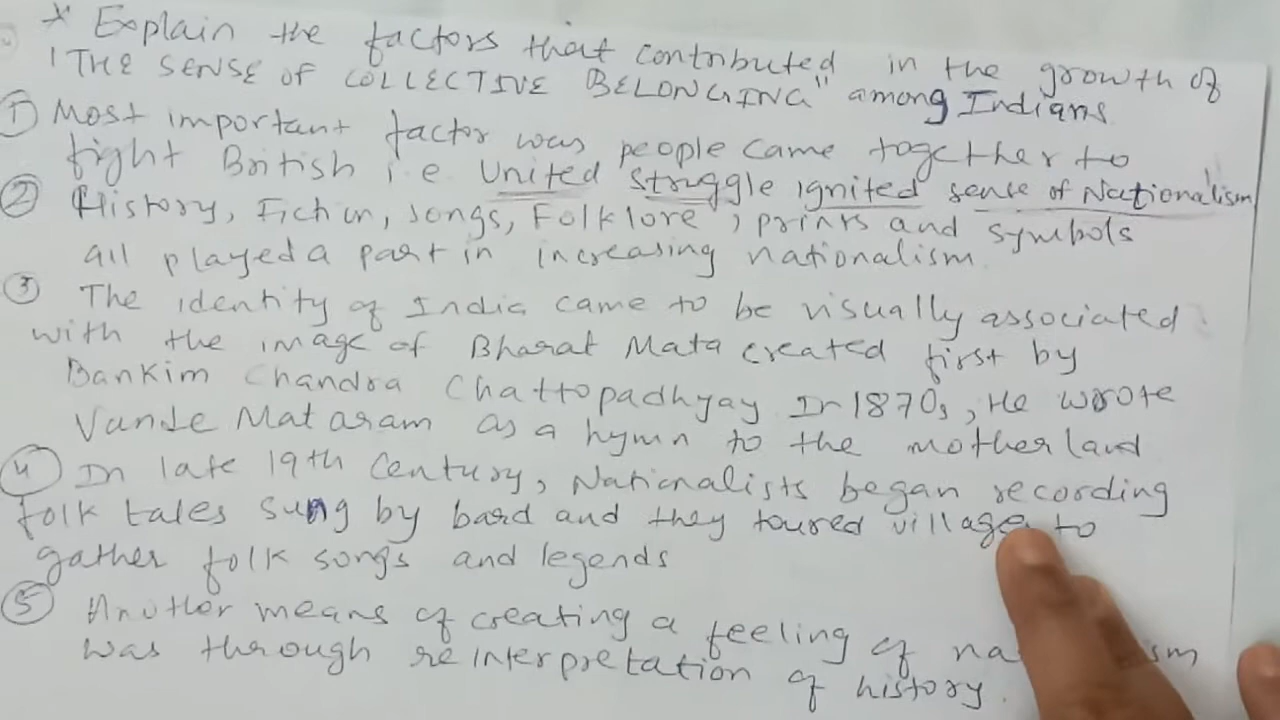 * Explain the factors that contributed in the growth of
"THE SENSE OF COLLECTIVE BELONGING" among Indians
① Most important factor was people came together to
fight British i.e. United struggle ignited sense of Nationalism
② History, Fiction, songs, Folklore, prints and symbols
all played a part in increasing nationalism.
③ The identity of India came to be visually associated
with the image of Bharat Mata created first by
Bankim Chandra Chattopadhyay. In 1870s, He wrote
Vande Mataram as a hymn to the motherland
④ In late 19th Century, Nationalists began recording
folk tales sung by bard and they toured village to
gather folk songs and legends
⑤ Another means of creating a feeling of
was through reinterpretation of history.